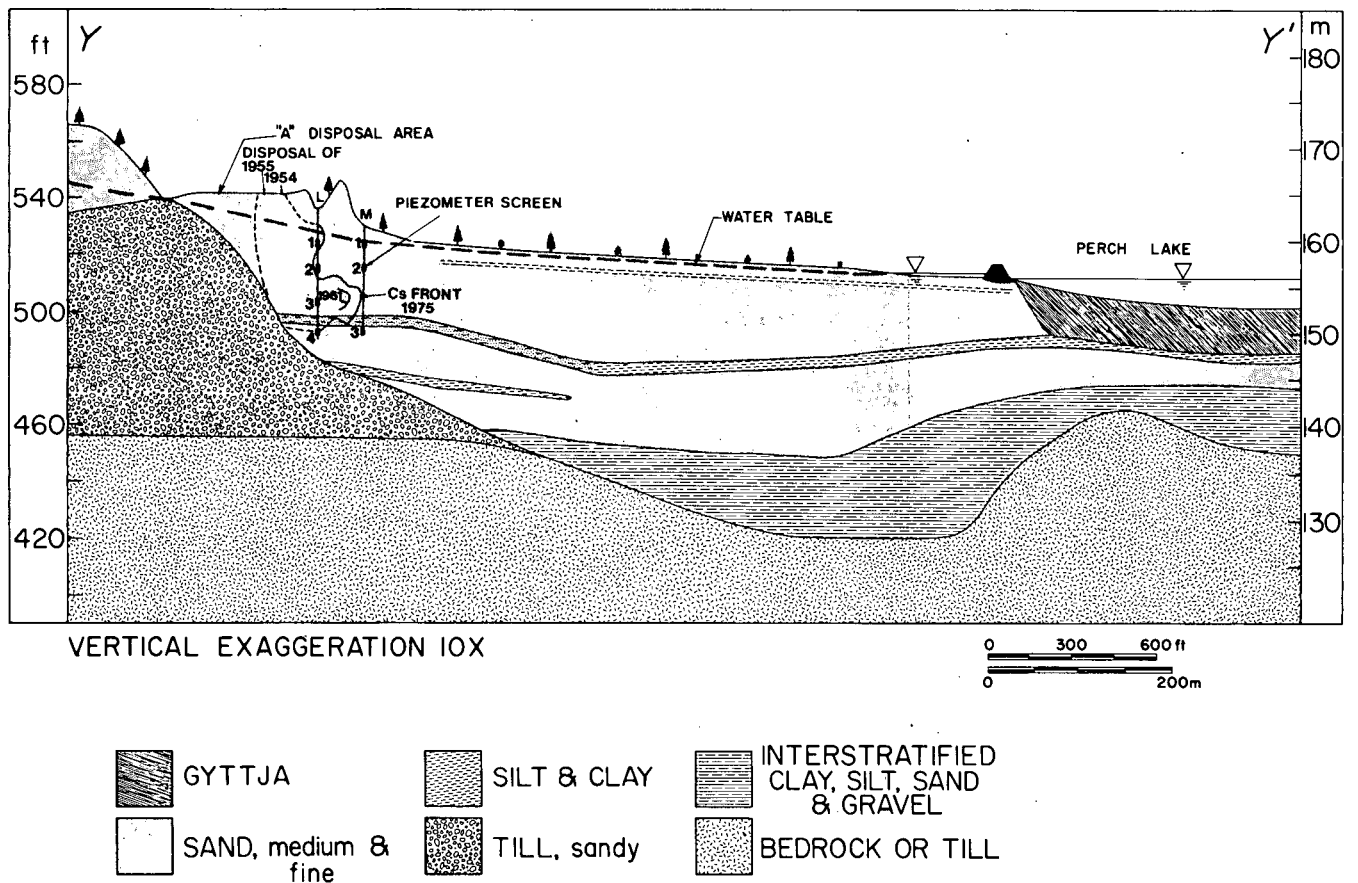 ft Y Y' m
580
540
500
460
420
180
170
160
150
140
130
"A" DISPOSAL AREA
DISPOSAL OF
1955
1954
L
M
PIEZOMETER SCREEN
WATER TABLE
PERCH LAKE
1
2
3
4
1
2
3
Cs FRONT
1975
VERTICAL EXAGGERATION 10X
0 300 600 ft
0 200m
GYTTJA
SILT & CLAY
INTERSTRATIFIED
CLAY, SILT, SAND
& GRAVEL
SAND, medium &
fine
TILL, sandy
BEDROCK OR TILL